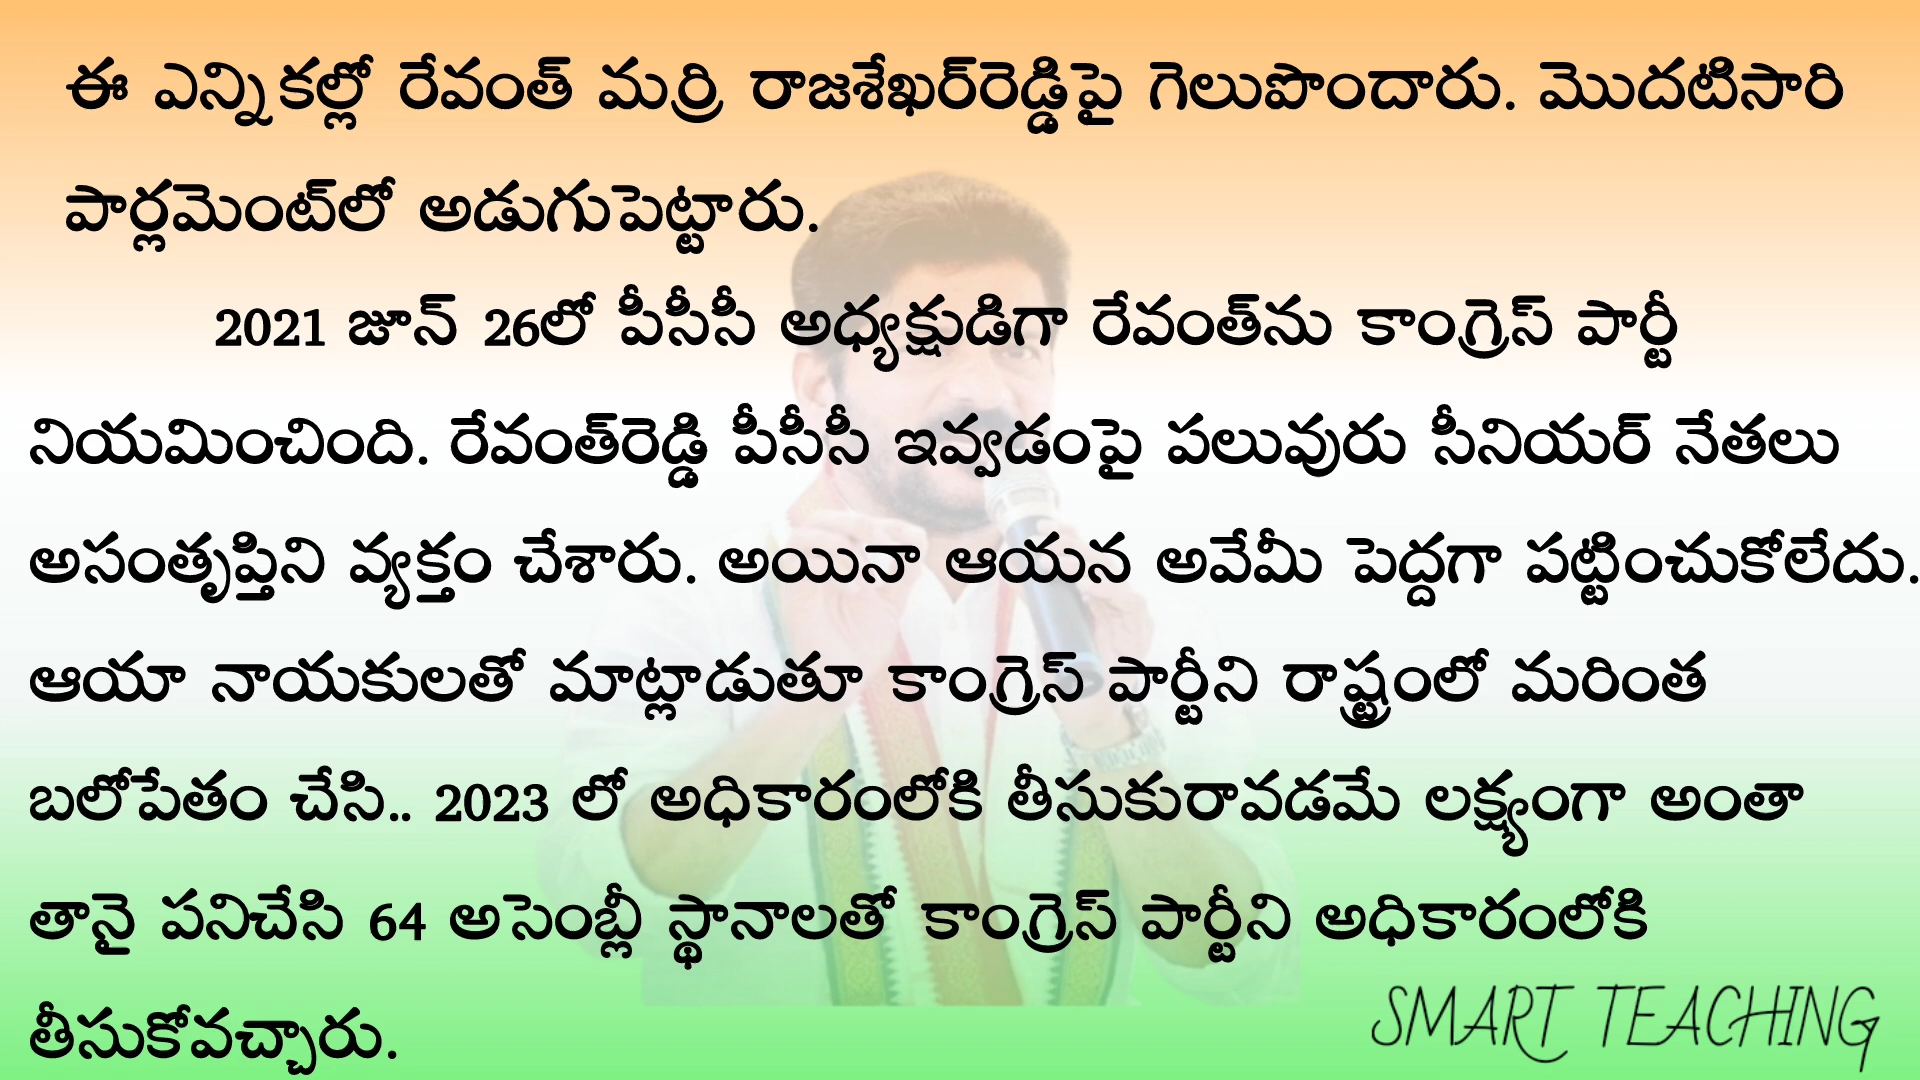 ఈ ఎన్నికల్లో రేవంత్ మర్రి రాజశేఖర్‌రెడ్డిపై గెలుపొందారు. మొదటిసారి
పార్లమెంట్‌లో అడుగుపెట్టారు.
2021 జూన్ 26లో పీసీసీ అధ్యక్షుడిగా రేవంత్‌ను కాంగ్రెస్ పార్టీ
నియమించింది. రేవంత్‌రెడ్డి పీసీసీ ఇవ్వడంపై పలువురు సీనియర్ నేతలు
అసంతృప్తిని వ్యక్తం చేశారు. అయినా ఆయన అవేమీ పెద్దగా పట్టించుకోలేదు.
ఆయా నాయకులతో మాట్లాడుతూ కాంగ్రెస్ పార్టీని రాష్ట్రంలో మరింత
బలోపేతం చేసి.. 2023 లో అధికారంలోకి తీసుకురావడమే లక్ష్యంగా అంతా
తానై పనిచేసి 64 అసెంబ్లీ స్థానాలతో కాంగ్రెస్ పార్టీని అధికారంలోకి
తీసుకోవచ్చారు.
SMART TEACHING